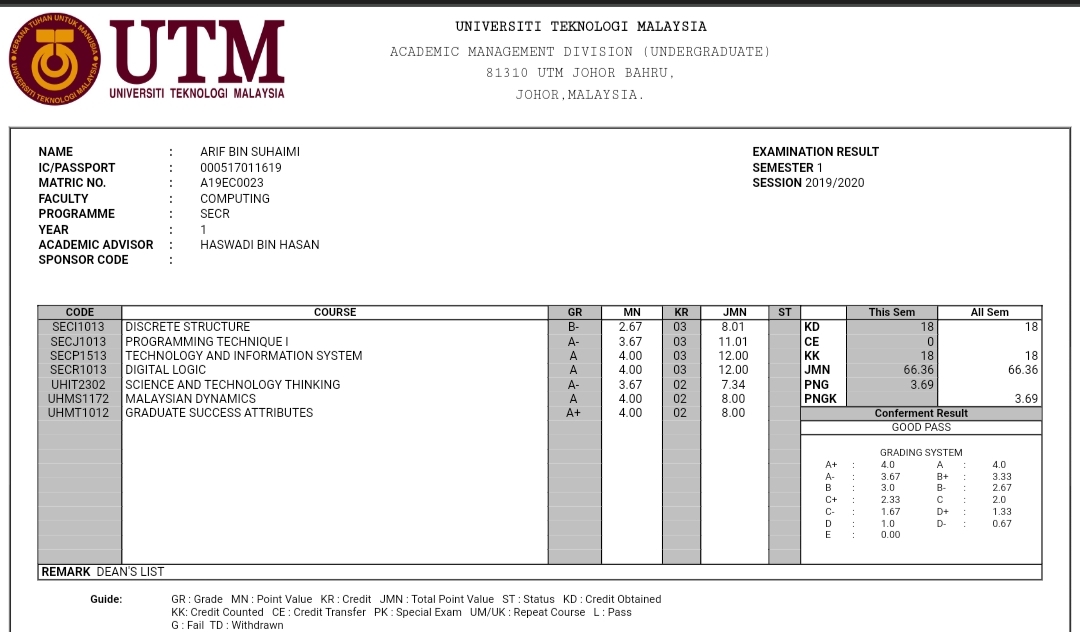 KERANA TUHAN UNTUK MANUSIA
UNIVERSITI TEKNOLOGI MALAYSIA
UTM
UNIVERSITI TEKNOLOGI MALAYSIA
UNIVERSITI TEKNOLOGI MALAYSIA
ACADEMIC MANAGEMENT DIVISION (UNDERGRADUATE)
81310 UTM JOHOR BAHRU,
JOHOR,MALAYSIA.
NAME : ARIF BIN SUHAIMI
IC/PASSPORT : 000517011619
MATRIC NO. : A19EC0023
FACULTY : COMPUTING
PROGRAMME : SECR
YEAR : 1
ACADEMIC ADVISOR : HASWADI BIN HASAN
SPONSOR CODE :
EXAMINATION RESULT
SEMESTER 1
SESSION 2019/2020
CODE COURSE GR MN KR JMN ST This Sem All Sem
SECI1013 DISCRETE STRUCTURE B- 2.67 03 8.01 KD 18 18
SECJ1013 PROGRAMMING TECHNIQUE I A- 3.67 03 11.01 CE 0
SECP1513 TECHNOLOGY AND INFORMATION SYSTEM A 4.00 03 12.00 KK 18 18
SECR1013 DIGITAL LOGIC A 4.00 03 12.00 JMN 66.36 66.36
UHIT2302 SCIENCE AND TECHNOLOGY THINKING A- 3.67 02 7.34 PNG 3.69
UHMS1172 MALAYSIAN DYNAMICS A 4.00 02 8.00 PNGK 3.69
UHMT1012 GRADUATE SUCCESS ATTRIBUTES A+ 4.00 02 8.00 Conferment Result
GOOD PASS
GRADING SYSTEM
A+ : 4.0 A : 4.0
A- : 3.67 B+ : 3.33
B : 3.0 B- : 2.67
C+ : 2.33 C : 2.0
C- : 1.67 D+ : 1.33
D : 1.0 D- : 0.67
E : 0.00
REMARK DEAN'S LIST
Guide: GR : Grade MN : Point Value KR : Credit JMN : Total Point Value ST : Status KD : Credit Obtained
KK: Credit Counted CE : Credit Transfer PK : Special Exam UM/UK : Repeat Course L : Pass
G : Fail TD : Withdrawn